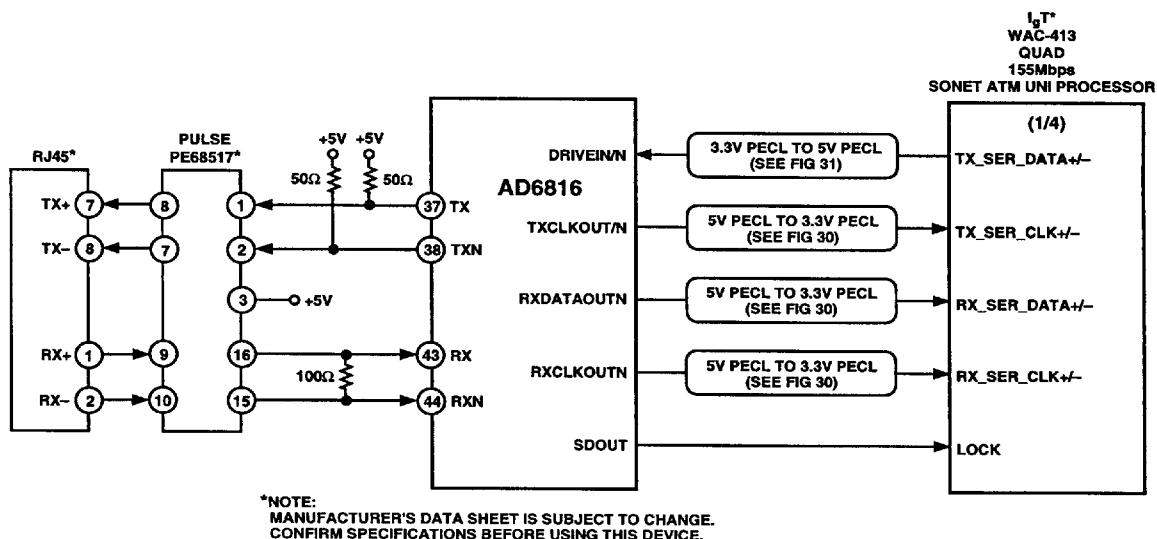 IgT*
WAC-413
QUAD
155Mbps
SONET ATM UNI PROCESSOR
(1/4)
RJ45*
PULSE
PE68517*
+5V +5V
50Ω 50Ω
AD6816
TX+ 7 8 1 37 TX
TX– 8 7 2 38 TXN
3 +5V
RX+ 1 9 16 43 RX
100Ω
RX– 2 10 15 44 RXN
DRIVEIN/N
3.3V PECL TO 5V PECL
(SEE FIG 31)
TX_SER_DATA+/–
TXCLKOUT/N
5V PECL TO 3.3V PECL
(SEE FIG 30)
TX_SER_CLK+/–
RXDATAOUTN
5V PECL TO 3.3V PECL
(SEE FIG 30)
RX_SER_DATA+/–
RXCLKOUTN
5V PECL TO 3.3V PECL
(SEE FIG 30)
RX_SER_CLK+/–
SDOUT
LOCK
*NOTE:
MANUFACTURER'S DATA SHEET IS SUBJECT TO CHANGE.
CONFIRM SPECIFICATIONS BEFORE USING THIS DEVICE.